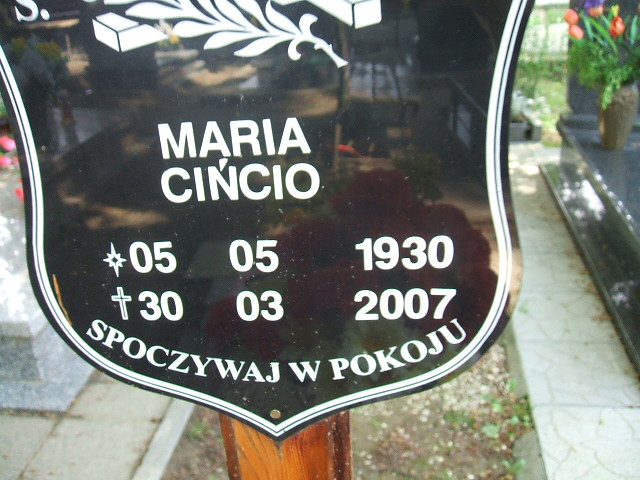 Ś.
MARIA
CIŃCIO
05 05 1930
30 03 2007
SPOCZYWAJ W POKOJU